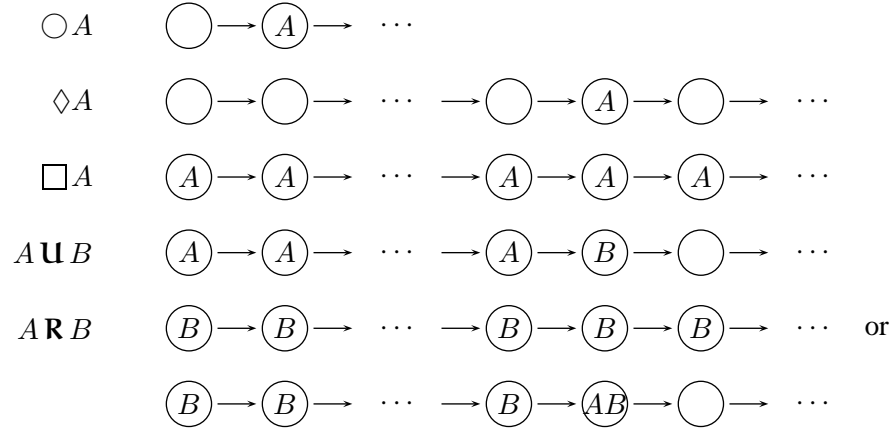 ○ A A ⋯
◊ A ⋯ A ⋯
□ A A A ⋯ A A A ⋯
A U B A A ⋯ A B ⋯
A R B B B ⋯ B B B ⋯ or
B B ⋯ B AB ⋯